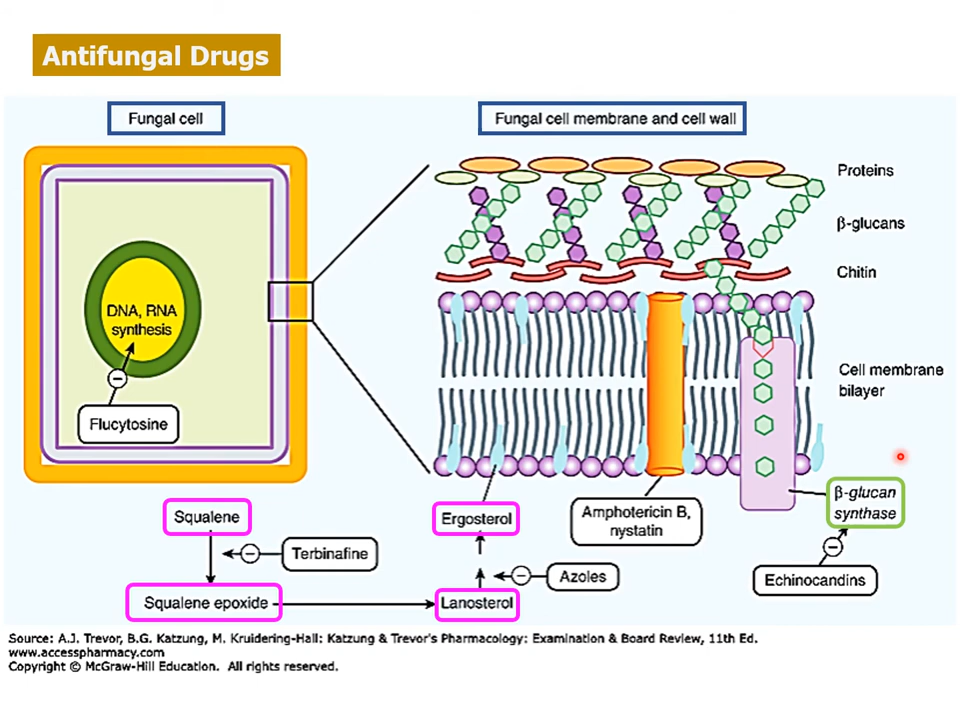 Antifungal Drugs
Fungal cell
Fungal cell membrane and cell wall
Proteins
β-glucans
Chitin
DNA, RNA
synthesis
Cell membrane
bilayer
Flucytosine
β-glucan
synthase
Squalene
Ergosterol
Amphotericin B,
nystatin
Terbinafine
Azoles
Echinocandins
Squalene epoxide
Lanosterol
Source: A.J. Trevor, B.G. Katzung, M. Kruidering-Hall: Katzung & Trevor's Pharmacology: Examination & Board Review, 11th Ed.
www.accesspharmacy.com
Copyright © McGraw-Hill Education. All rights reserved.